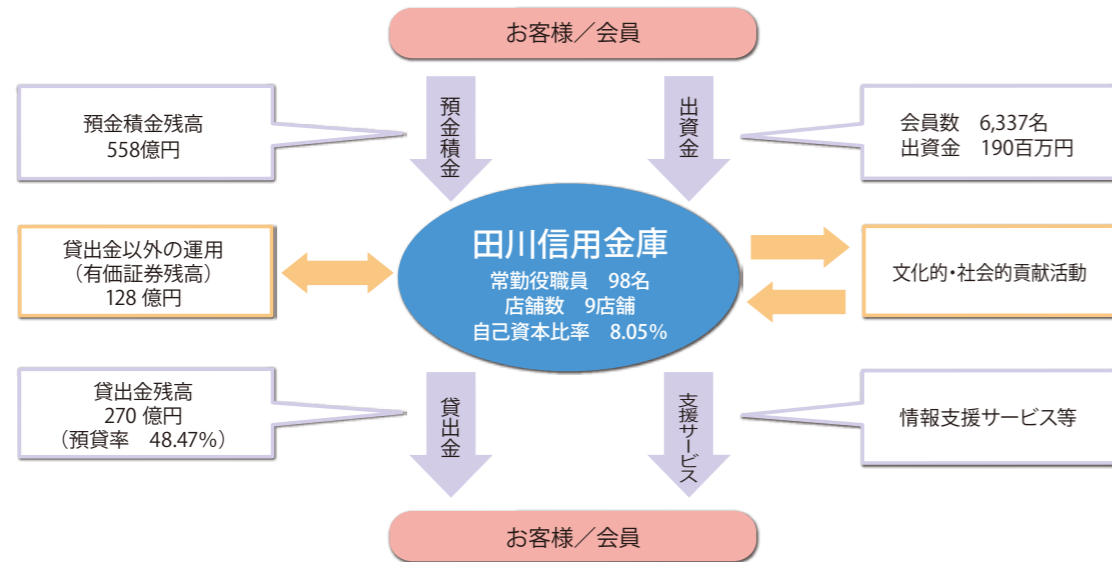 お客様／会員
預金積金
出資金
預金積金残高
558億円
会員数　6,337名
出資金　190百万円
貸出金以外の運用
（有価証券残高）
128 億円
田川信用金庫
常勤役職員　98名
店舗数　9店舗
自己資本比率　8.05%
文化的・社会的貢献活動
貸出金残高
270 億円
（預貸率　48.47%）
貸出金
支援サービス
情報支援サービス等
お客様／会員